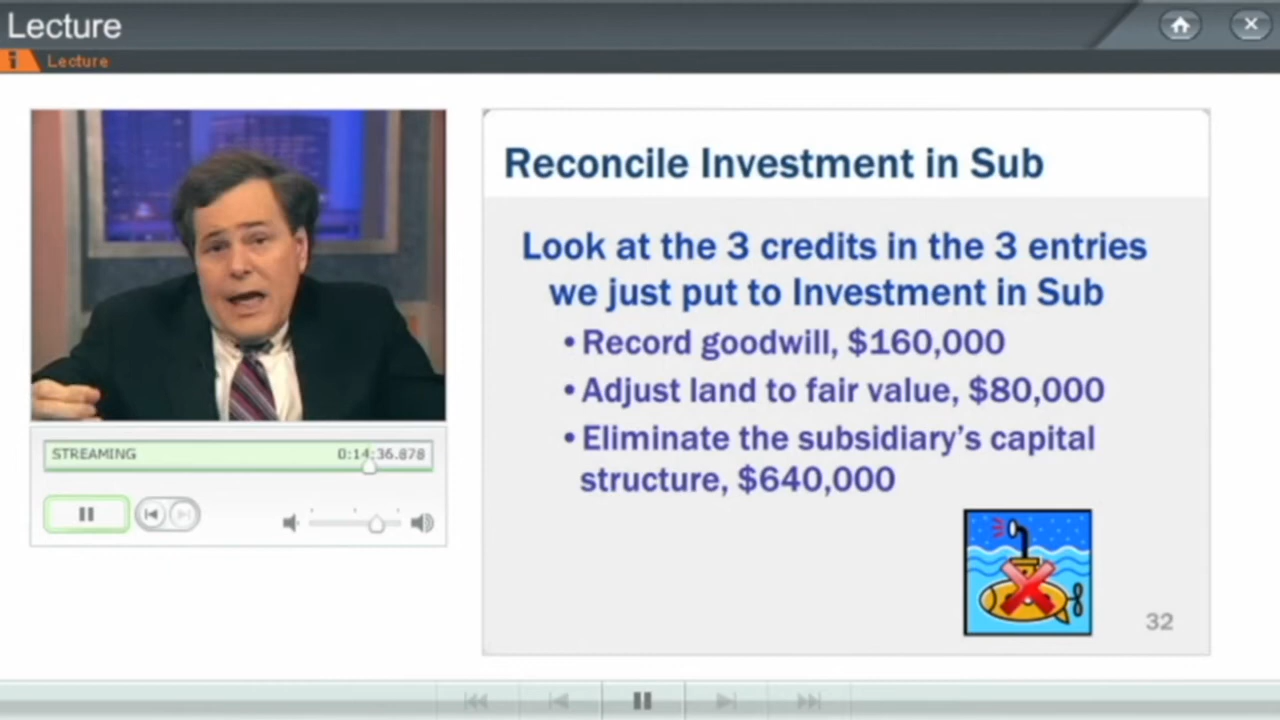 Lecture
Lecture
Reconcile Investment in Sub
Look at the 3 credits in the 3 entries
we just put to Investment in Sub
• Record goodwill, $160,000
• Adjust land to fair value, $80,000
• Eliminate the subsidiary's capital
structure, $640,000
STREAMING 0:14:36.878
32